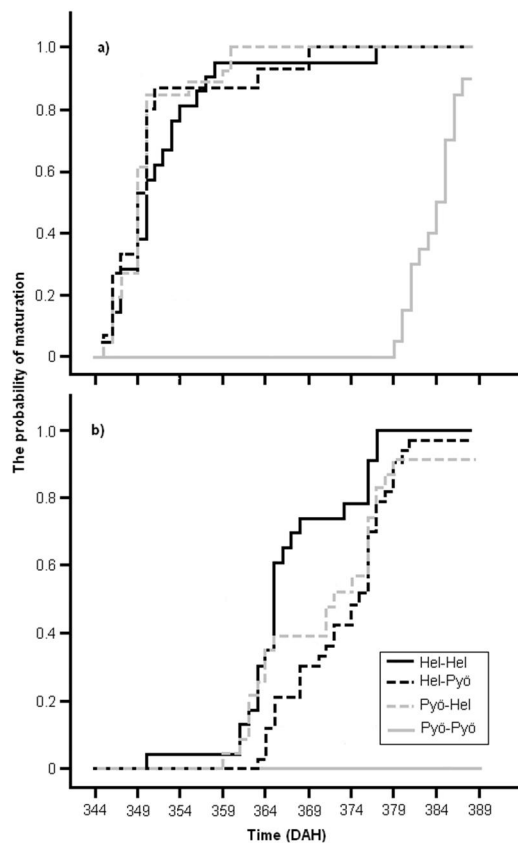 a)
1.0
0.8
0.6
0.4
0.2
0
The probability of maturation
b)
1.0
0.8
0.6
0.4
0.2
0
Hel-Hel
Hel-Pyö
Pyö-Hel
Pyö-Pyö
344 349 354 359 364 369 374 379 384 389
Time (DAH)